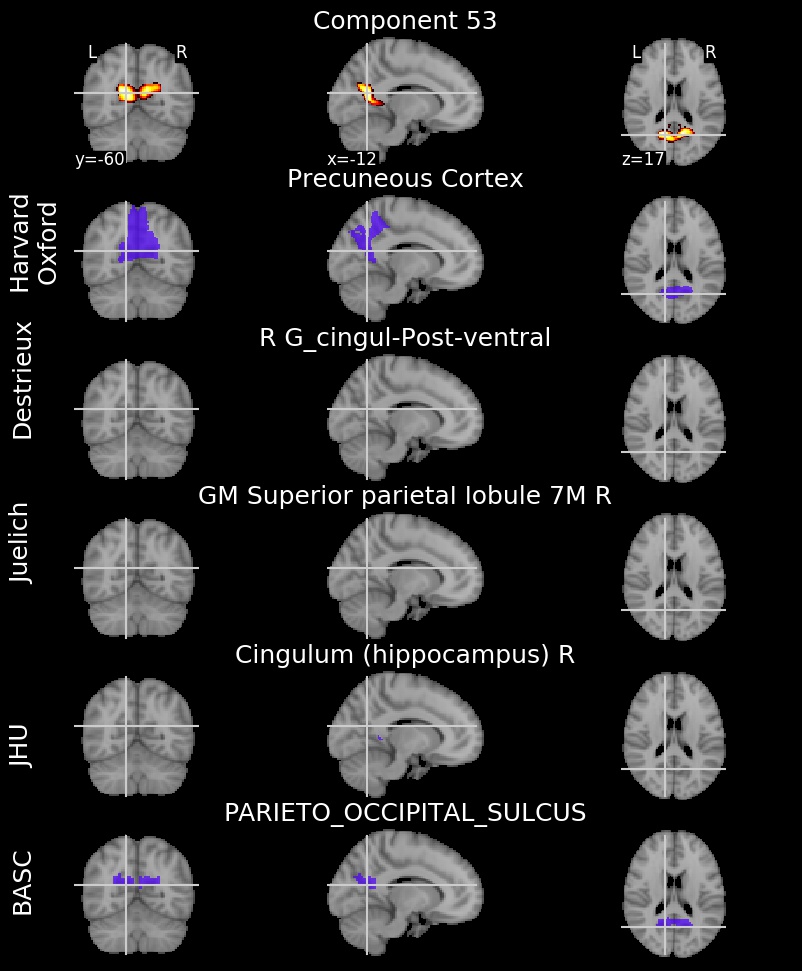 Component 53
L R L R
y=-60 x=-12 z=17
Precuneous Cortex
Harvard
Oxford
R G_cingul-Post-ventral
Destrieux
GM Superior parietal lobule 7M R
Juelich
Cingulum (hippocampus) R
JHU
PARIETO_OCCIPITAL_SULCUS
BASC